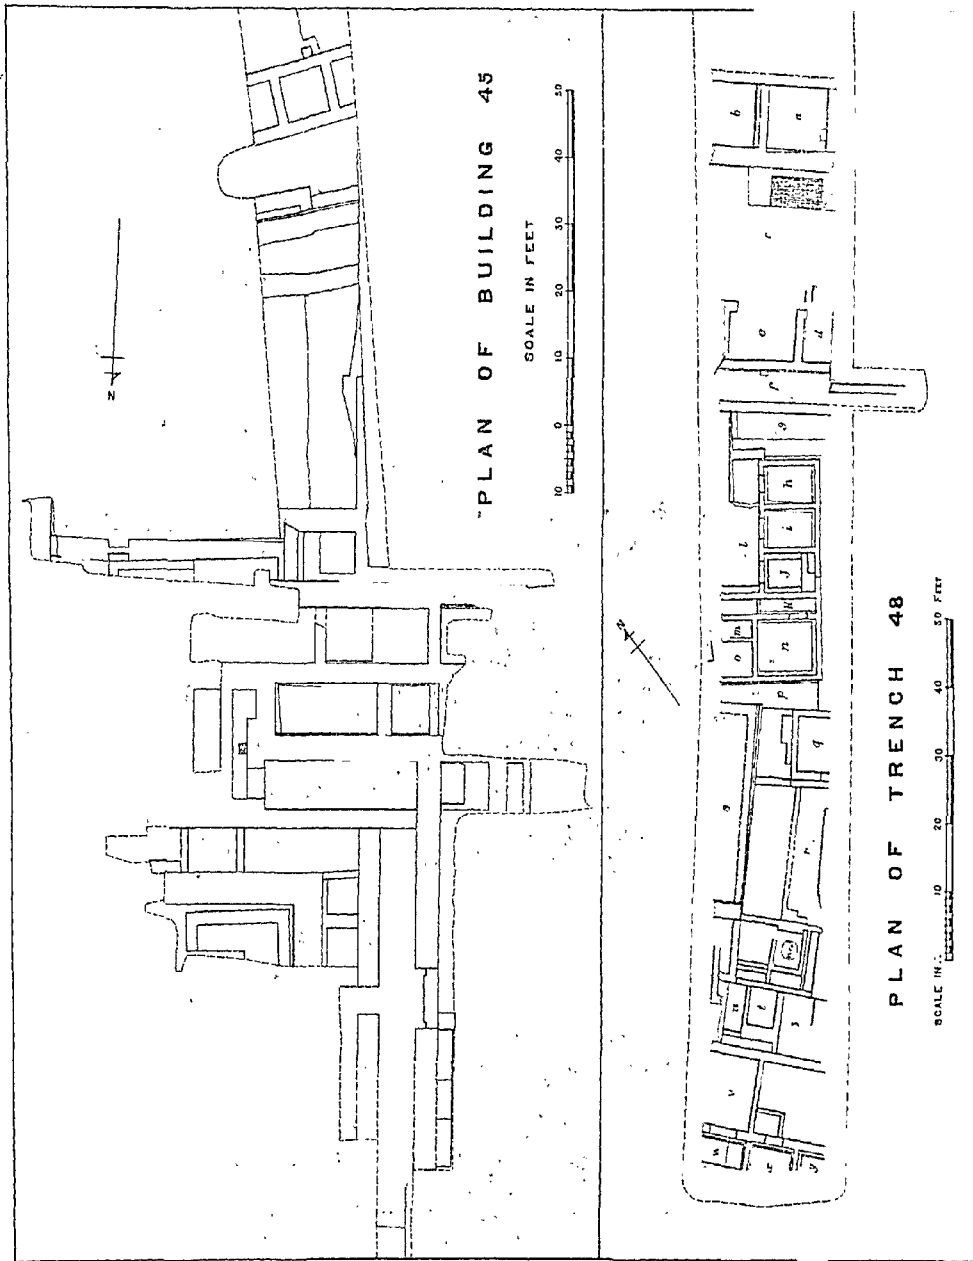 PLAN OF BUILDING 45
SCALE IN FEET
10 0 10 20 30 40 50
N
PLAN OF TRENCH 48
SCALE IN
10 20 30 40 50 FEET
N
b
a
c
d
f
g
h
i
J
l
m
n
o
p
q
r
s
t
u
v
w
x
y